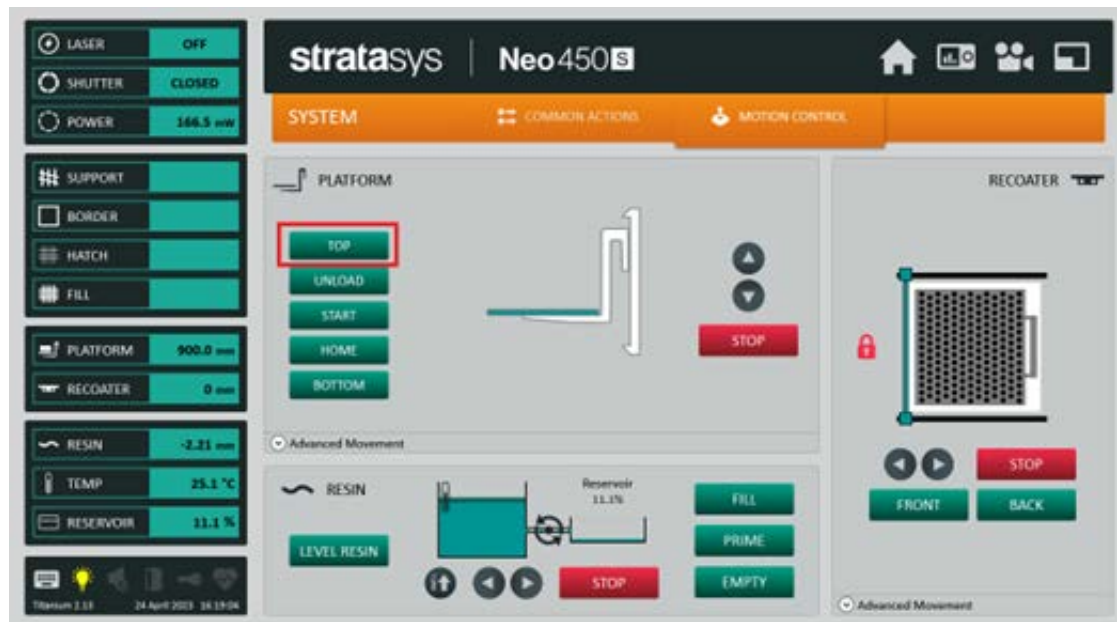 LASER OFF
SHUTTER CLOSED
POWER 166.5 mW
SUPPORT
BORDER
HATCH
FILL
PLATFORM 900.0 mm
RECOATER 0 mm
RESIN -2.21 mm
TEMP 25.1 °C
RESERVOIR 11.1 %
Titanium 2.13 24 April 2023 16:19:04
stratasys Neo450S
SYSTEM COMMON ACTIONS MOTION CONTROL
PLATFORM
TOP
UNLOAD
START
HOME
BOTTOM
STOP
Advanced Movement
RESIN
LEVEL RESIN
Reservoir
11.1%
STOP
FILL
PRIME
EMPTY
RECOATER
STOP
FRONT BACK
Advanced Movement